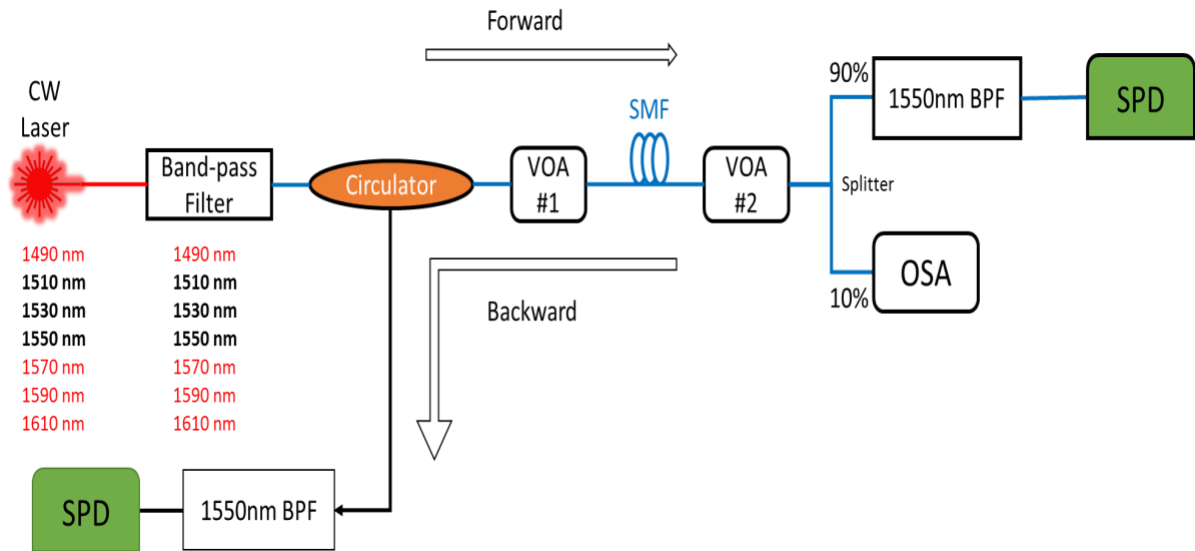 Forward
CW
Laser
Band-pass
Filter
Circulator
VOA
#1
SMF
VOA
#2
90%
1550nm BPF
SPD
Splitter
10%
OSA
1490 nm
1510 nm
1530 nm
1550 nm
1570 nm
1590 nm
1610 nm
1490 nm
1510 nm
1530 nm
1550 nm
1570 nm
1590 nm
1610 nm
Backward
SPD
1550nm BPF